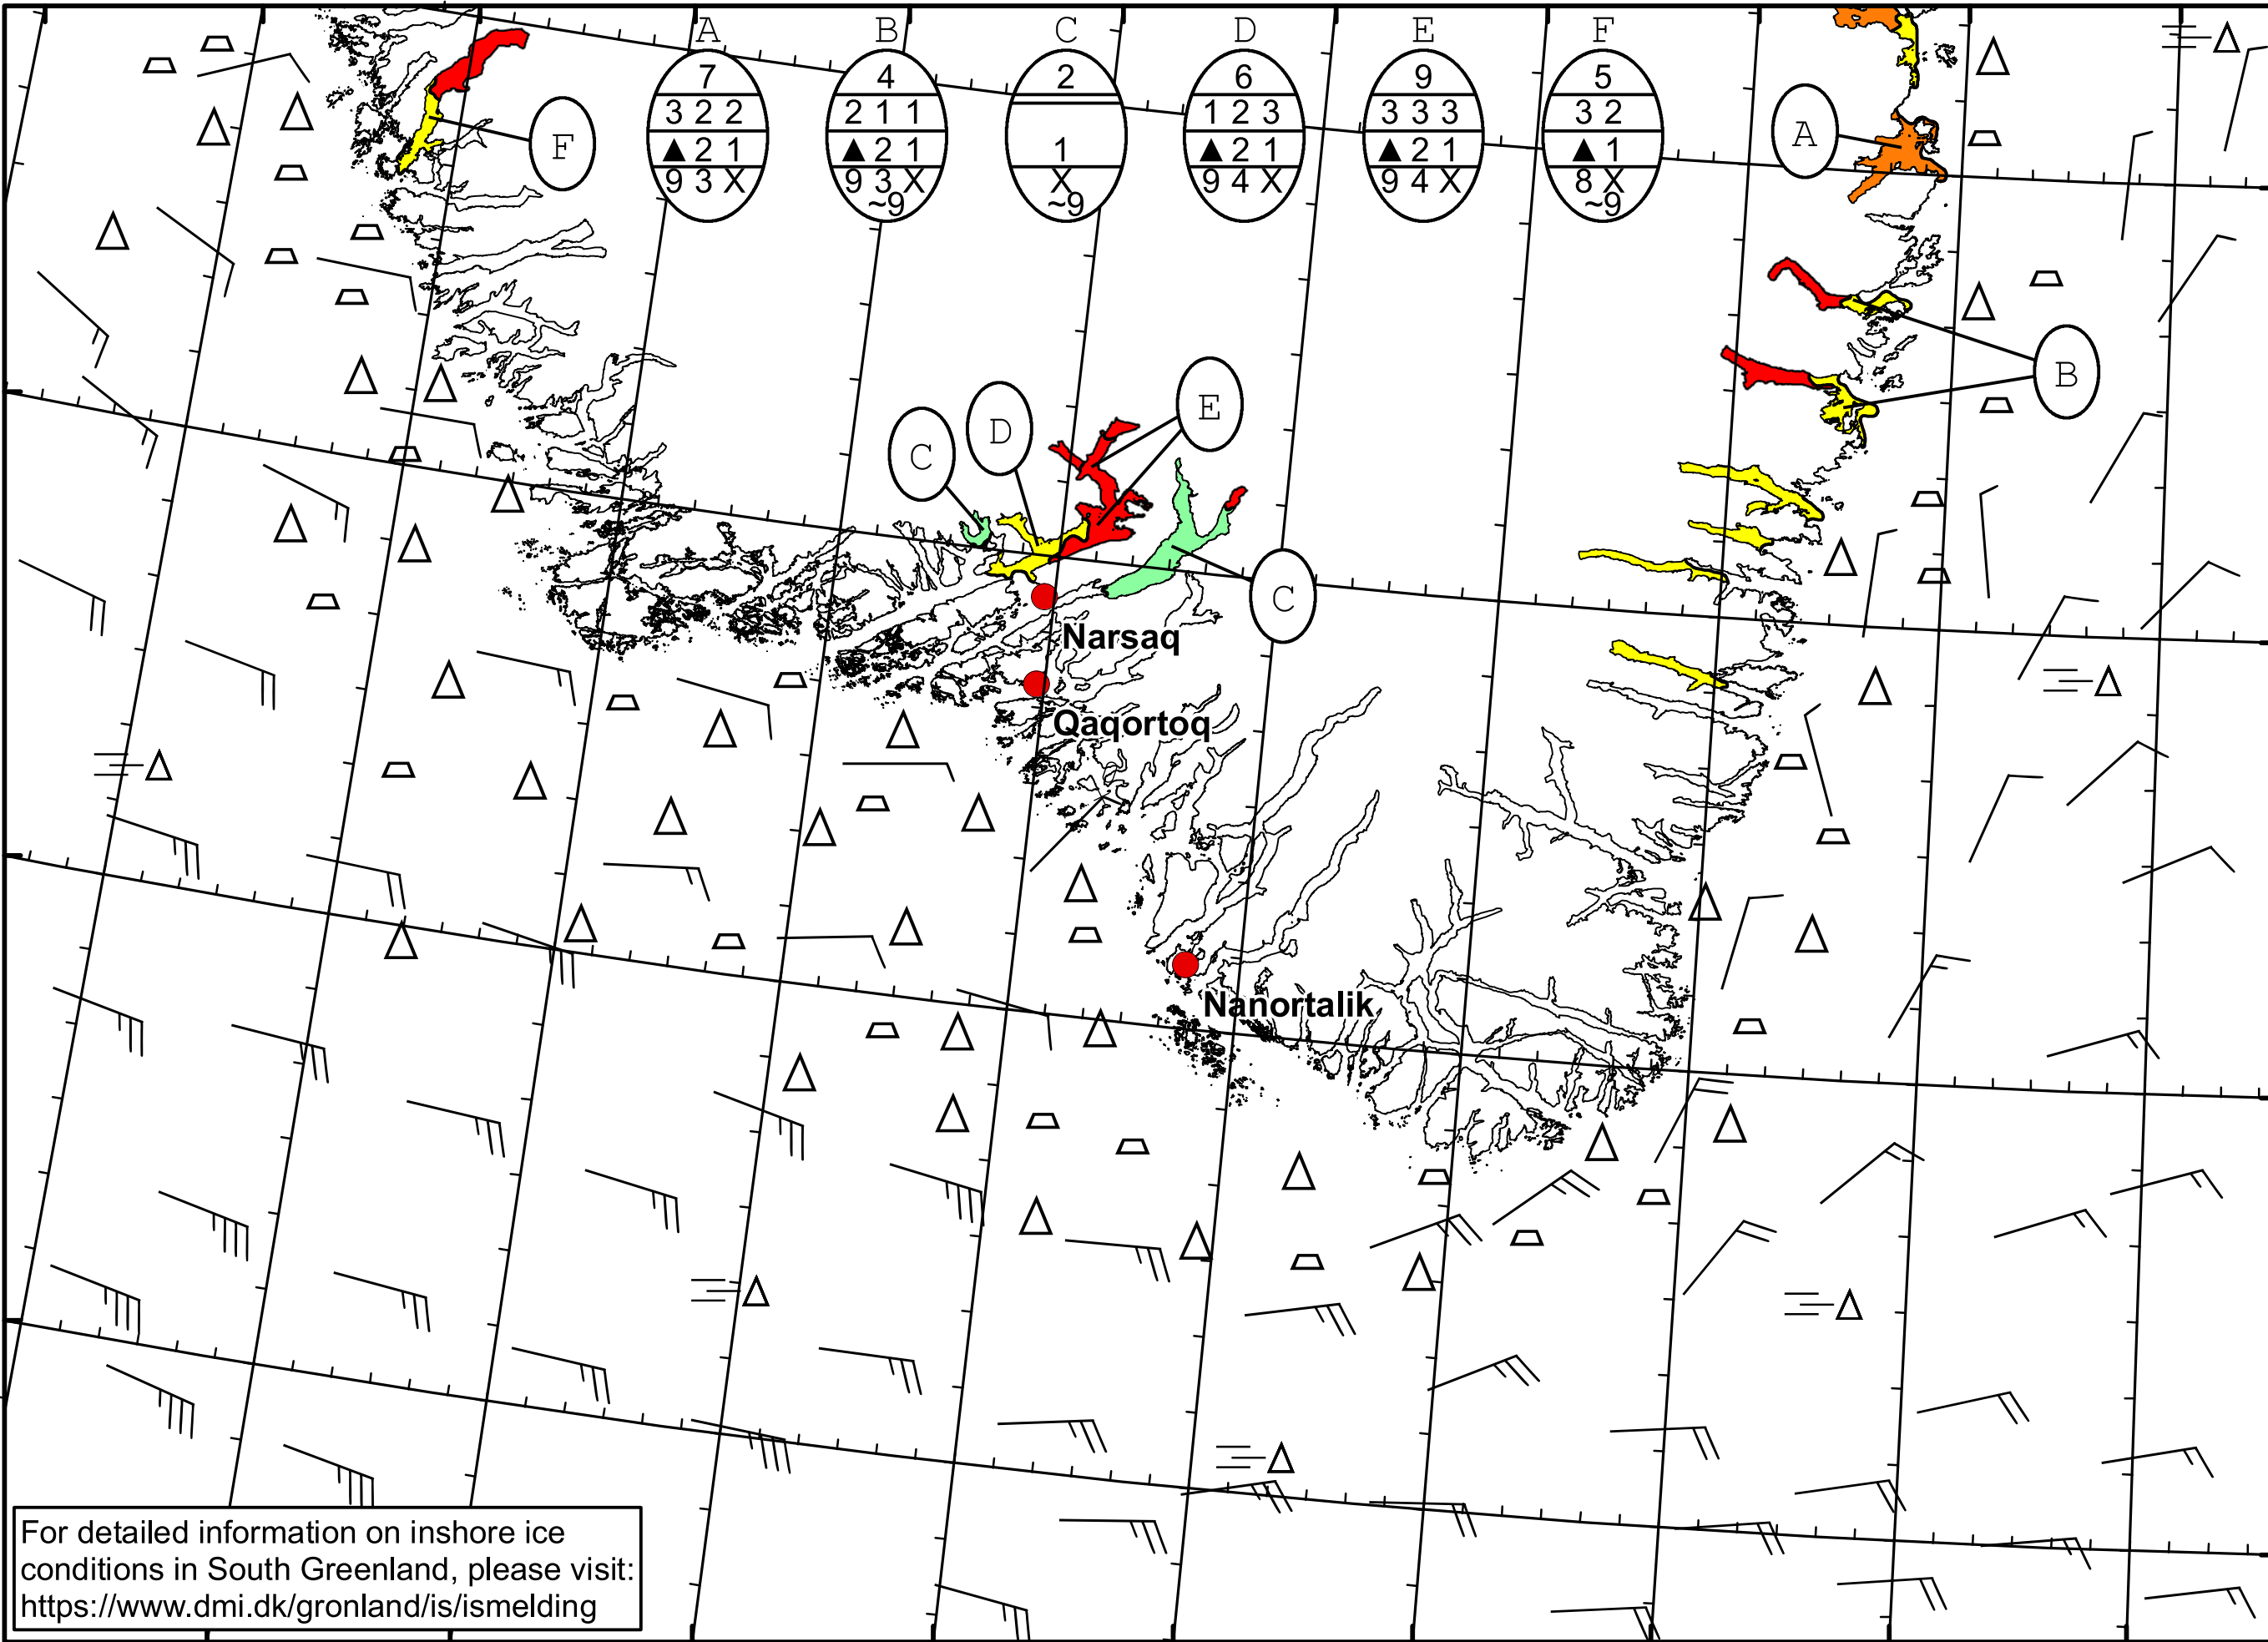 A B C D E F
7 4 2 6 9 5
3 2 2 2 1 1 1 2 3 3 3 3 3 2
▲ 2 1 ▲ 2 1 1 ▲ 2 1 ▲ 2 1 ▲ 1
9 3 X 9 3 X X 9 4 X 9 4 X 8 X
~9 ~9 ~9
F
A
B
E
D
C
C
Narsaq
Qaqortoq
Nanortalik
For detailed information on inshore ice
conditions in South Greenland, please visit:
https://www.dmi.dk/gronland/is/ismelding